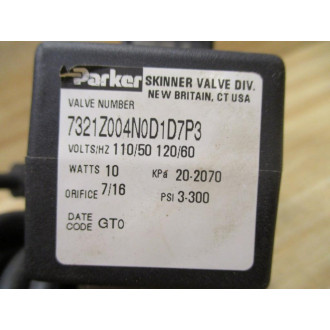 Parker SKINNER VALVE DIV.
NEW BRITAIN, CT USA
VALVE NUMBER
7321Z004N0D1D7P3
VOLTS/HZ 110/50 120/60
WATTS 10 KPa 20-2070
ORIFICE 7/16 PSI 3-300
DATE
CODE GT0